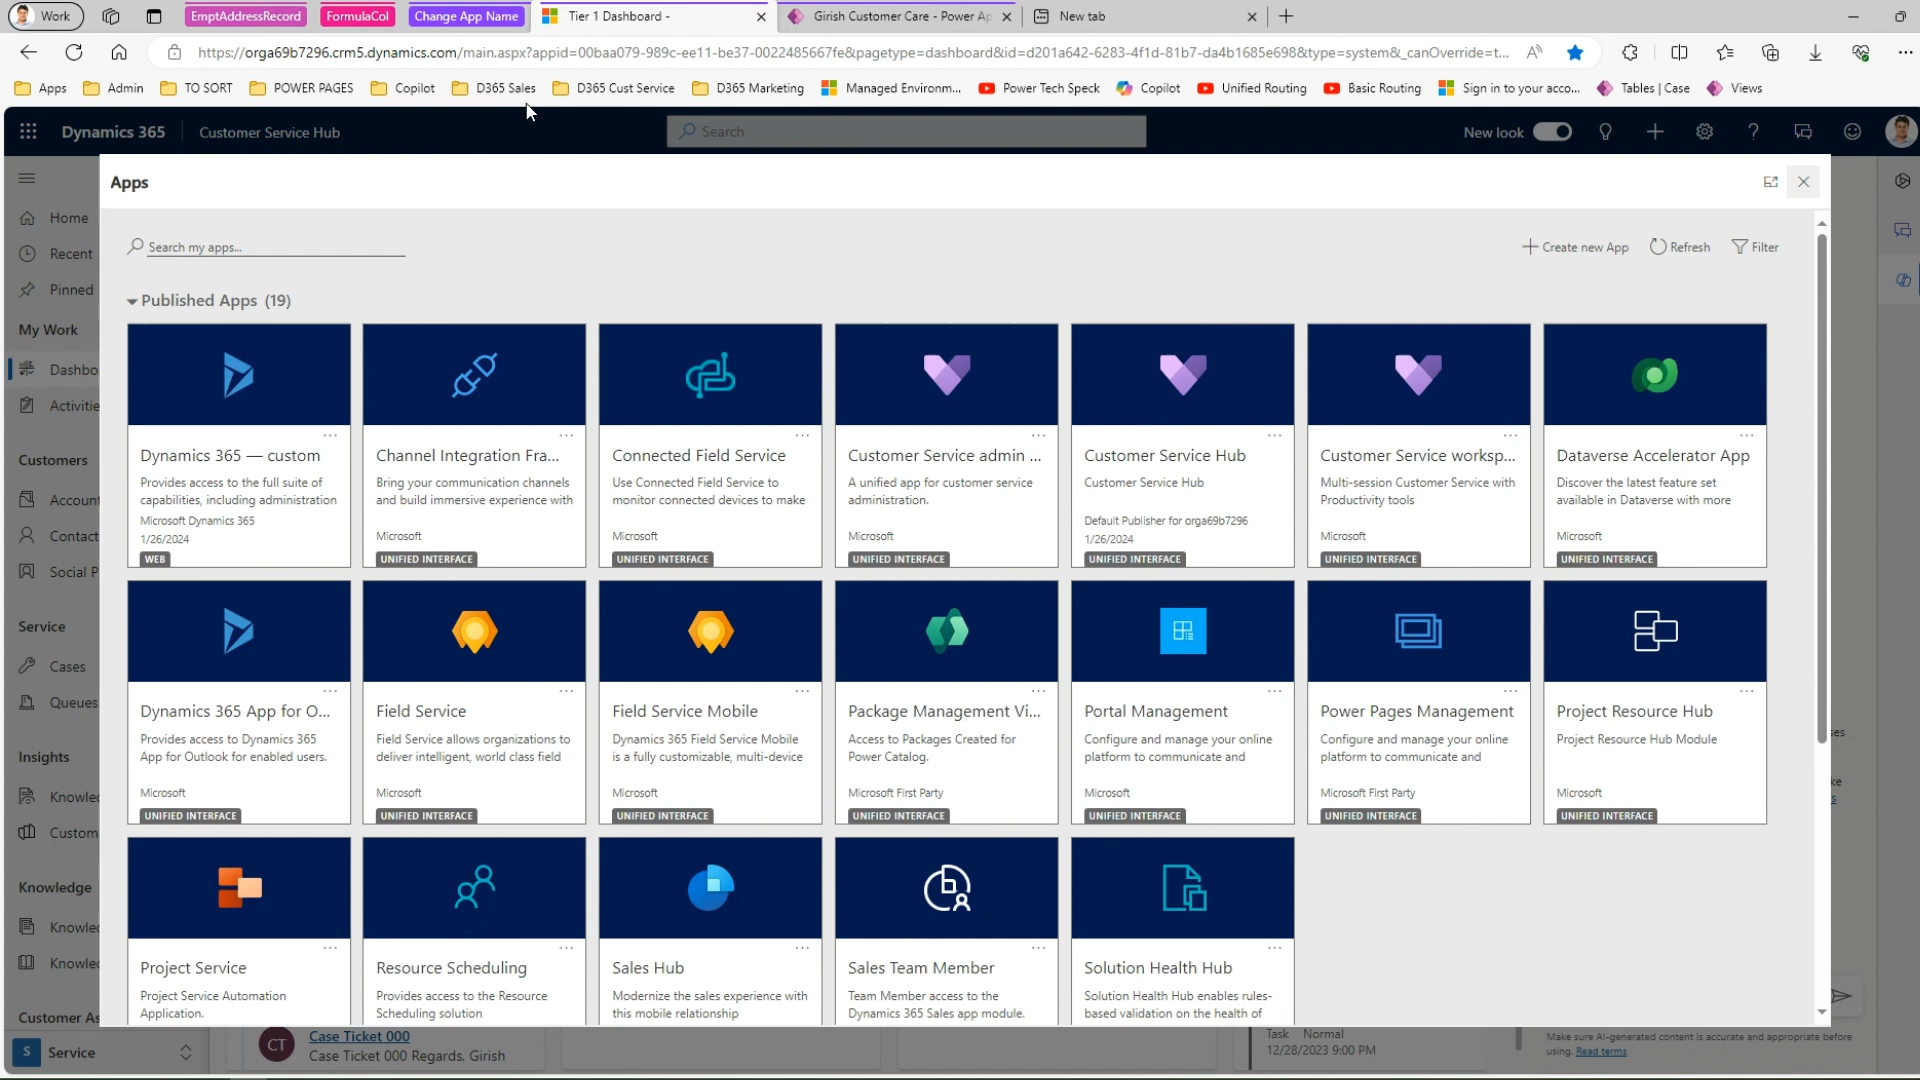 Work
EmptAddressRecord
FormulaCol
Change App Name
Tier 1 Dashboard -
Girish Customer Care - Power Ap
New tab
https://orga69b7296.crm5.dynamics.com/main.aspx?appid=00baa079-989c-ee11-be37-0022485667fe&pagetype=dashboard&id=d201a642-6283-4f1d-81b7-da4b1685e698&type=system&_canOverride=t...
Apps
Admin
TO SORT
POWER PAGES
Copilot
D365 Sales
D365 Cust Service
D365 Marketing
Managed Environm...
Power Tech Speck
Copilot
Unified Routing
Basic Routing
Sign in to your acco...
Tables | Case
Views
Dynamics 365
Customer Service Hub
Search
New look
Apps
Home
Recent
Pinned
My Work
Dashbo
Activitie
Customers
Accoun
Contact
Social P
Service
Cases
Queues
Insights
Knowled
Custom
Knowledge
Knowled
Knowled
Customer As
S
Service
Search my apps...
Create new App
Refresh
Filter
Published Apps (19)
Dynamics 365 — custom
Provides access to the full suite of
capabilities, including administration
Microsoft Dynamics 365
1/26/2024
WEB
Channel Integration Fra...
Bring your communication channels
and build immersive experience with
Microsoft
UNIFIED INTERFACE
Connected Field Service
Use Connected Field Service to
monitor connected devices to make
Microsoft
UNIFIED INTERFACE
Customer Service admin ...
A unified app for customer service
administration.
Microsoft
UNIFIED INTERFACE
Customer Service Hub
Customer Service Hub
Default Publisher for orga69b7296
1/26/2024
UNIFIED INTERFACE
Customer Service worksp...
Multi-session Customer Service with
Productivity tools
Microsoft
UNIFIED INTERFACE
Dataverse Accelerator App
Discover the latest feature set
available in Dataverse with more
Microsoft
UNIFIED INTERFACE
Dynamics 365 App for O...
Provides access to Dynamics 365
App for Outlook for enabled users.
Microsoft
UNIFIED INTERFACE
Field Service
Field Service allows organizations to
deliver intelligent, world class field
Microsoft
UNIFIED INTERFACE
Field Service Mobile
Dynamics 365 Field Service Mobile
is a fully customizable, multi-device
Microsoft
UNIFIED INTERFACE
Package Management Vi...
Access to Packages Created for
Power Catalog.
Microsoft First Party
UNIFIED INTERFACE
Portal Management
Configure and manage your online
platform to communicate and
Microsoft
UNIFIED INTERFACE
Power Pages Management
Configure and manage your online
platform to communicate and
Microsoft First Party
UNIFIED INTERFACE
Project Resource Hub
Project Resource Hub Module
Microsoft
UNIFIED INTERFACE
Project Service
Project Service Automation
Application.
Resource Scheduling
Provides access to the Resource
Scheduling solution
Sales Hub
Modernize the sales experience with
this mobile relationship
Sales Team Member
Team Member access to the
Dynamics 365 Sales app module.
Solution Health Hub
Solution Health Hub enables rules-
based validation on the health of
CT
Case Ticket 000
Case Ticket 000 Regards, Girish
Task Normal
12/28/2023 9:00 PM
Make sure AI-generated content is accurate and appropriate before
using. Read terms